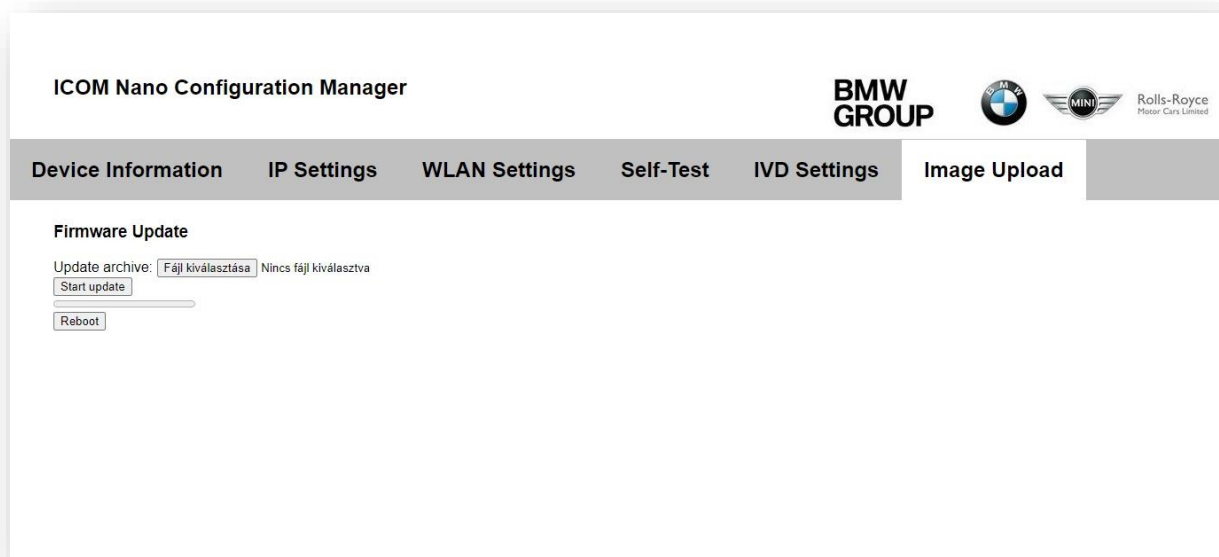 ICOM Nano Configuration Manager
BMW
GROUP
BMW
MINI
Rolls-Royce
Motor Cars Limited
Device Information IP Settings WLAN Settings Self-Test IVD Settings Image Upload
Firmware Update
Update archive: Fájl kiválasztása Nincs fájl kiválasztva
Start update
Reboot